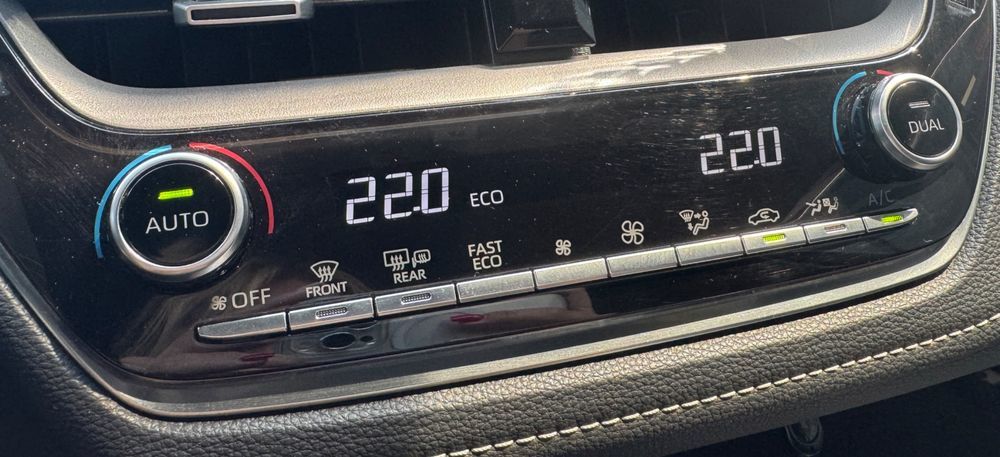 AUTO
22.0 ECO
22.0
DUAL
OFF
FRONT
REAR
FAST
ECO
A/C